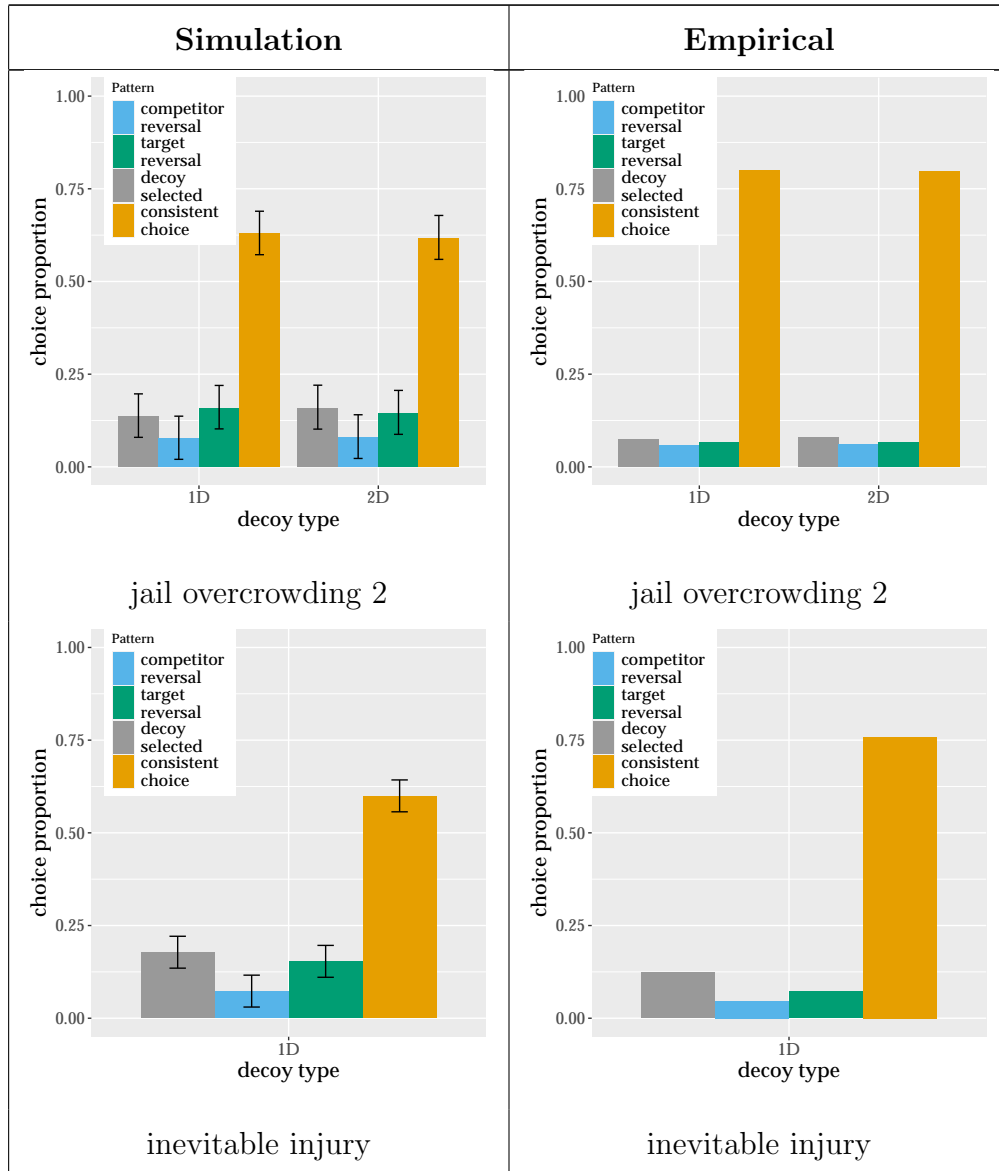 Simulation
Empirical
Pattern
competitor
reversal
target
reversal
decoy
selected
consistent
choice
1.00
0.75
0.50
0.25
0.00
choice proportion
1D
2D
decoy type
jail overcrowding 2
Pattern
competitor
reversal
target
reversal
decoy
selected
consistent
choice
1.00
0.75
0.50
0.25
0.00
choice proportion
1D
2D
decoy type
jail overcrowding 2
Pattern
competitor
reversal
target
reversal
decoy
selected
consistent
choice
1.00
0.75
0.50
0.25
0.00
choice proportion
1D
decoy type
inevitable injury
Pattern
competitor
reversal
target
reversal
decoy
selected
consistent
choice
1.00
0.75
0.50
0.25
0.00
choice proportion
1D
decoy type
inevitable injury